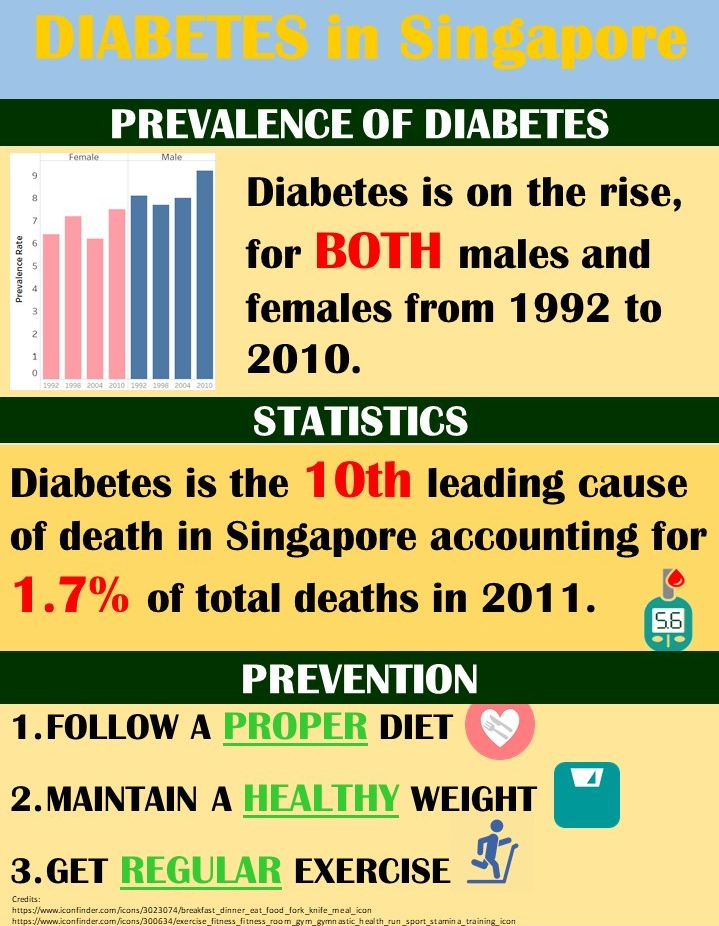 DIABETES in Singapore
PREVALENCE OF DIABETES
Female Male
Prevalence Rate
9
8
7
6
5
4
3
2
1
0
1992 1998 2004 2010 1992 1998 2004 2010
Diabetes is on the rise,
for BOTH males and
females from 1992 to
2010.
STATISTICS
Diabetes is the 10th leading cause
of death in Singapore accounting for
1.7% of total deaths in 2011.
5.6
PREVENTION
1.FOLLOW A PROPER DIET
2.MAINTAIN A HEALTHY WEIGHT
3.GET REGULAR EXERCISE
Credits:
https://www.iconfinder.com/icons/3023074/breakfast_dinner_eat_food_fork_knife_meal_icon
https://www.iconfinder.com/icons/300634/exercise_fitness_fitness_room_gym_gymnastic_health_run_sport_stamina_training_icon